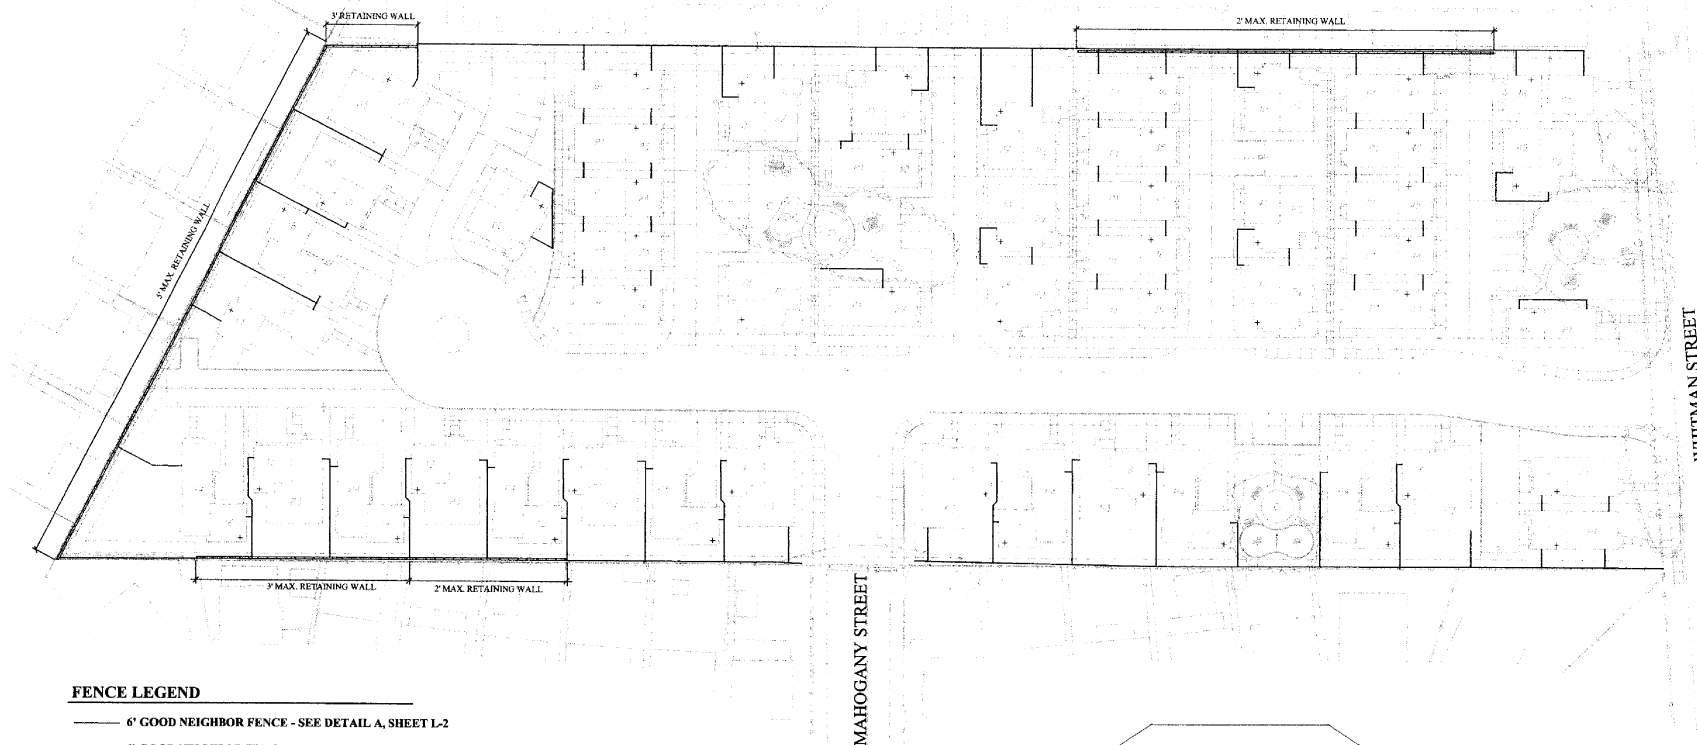 3' RETAINING WALL
2' MAX. RETAINING WALL
5' MAX. RETAINING WALL
WHITMAN STREET
3' MAX. RETAINING WALL
2' MAX. RETAINING WALL
MAHOGANY STREET
FENCE LEGEND
6' GOOD NEIGHBOR FENCE - SEE DETAIL A, SHEET L-2